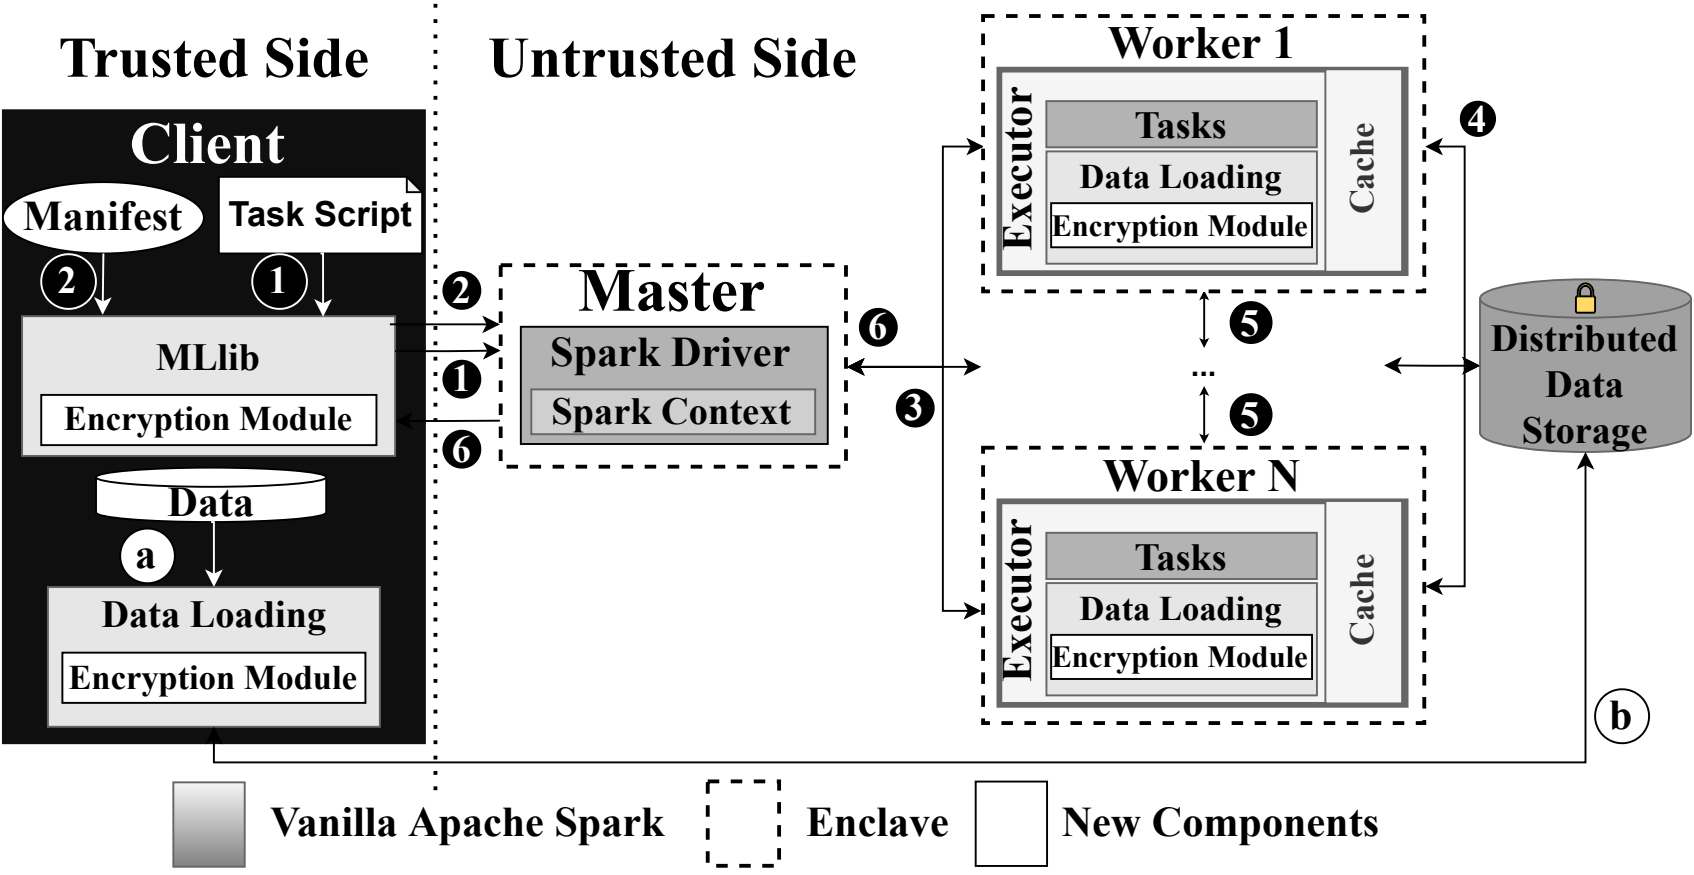 Trusted Side
Untrusted Side
Client
Manifest
Task Script
2
1
MLlib
Encryption Module
Data
a
Data Loading
Encryption Module
2
1
6
Master
Spark Driver
Spark Context
6
3
Worker 1
Executor
Tasks
Data Loading
Encryption Module
Cache
4
5
...
5
Worker N
Executor
Tasks
Data Loading
Encryption Module
Cache
Distributed
Data
Storage
b
Vanilla Apache Spark
Enclave
New Components